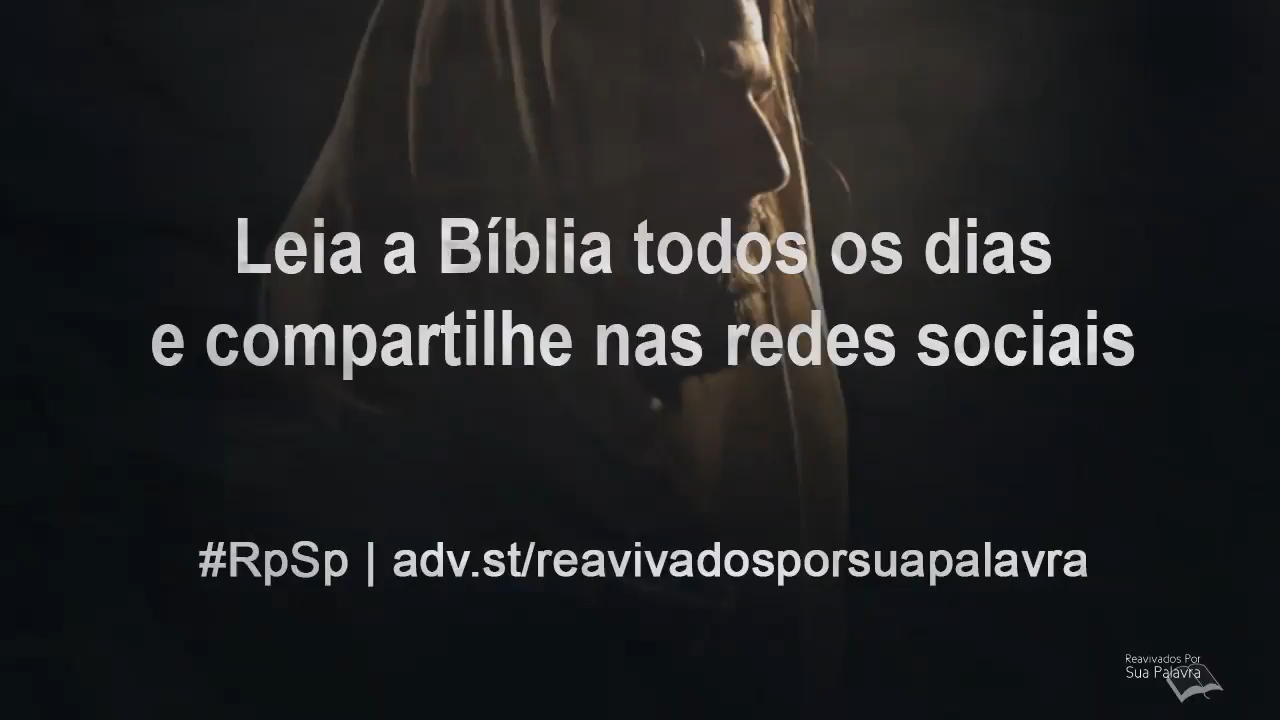 Leia a Bíblia todos os dias
e compartilhe nas redes sociais
#RpSp | adv.st/reavivadosporsuapalavra
Reavivados Por
Sua Palavra